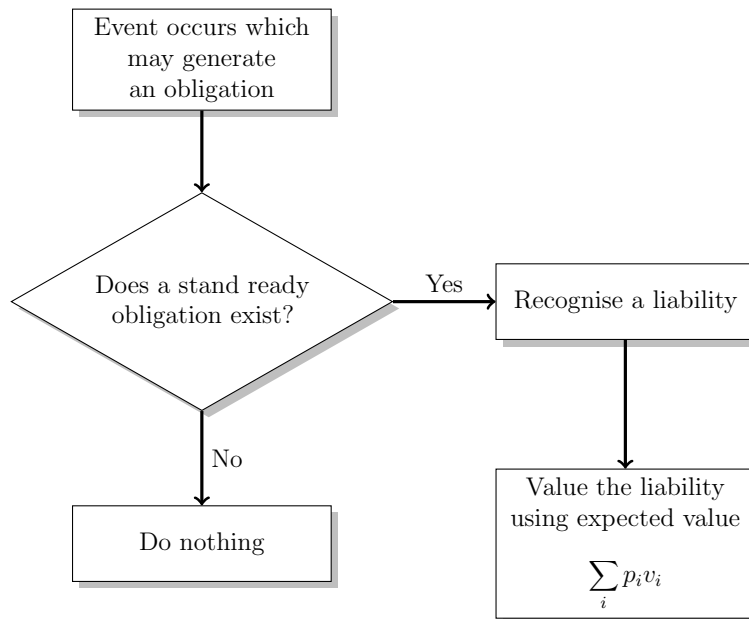 Event occurs which
may generate
an obligation
Does a stand ready
obligation exist?
Yes
Recognise a liability
No
Do nothing
Value the liability
using expected value
∑ p_i v_i
i